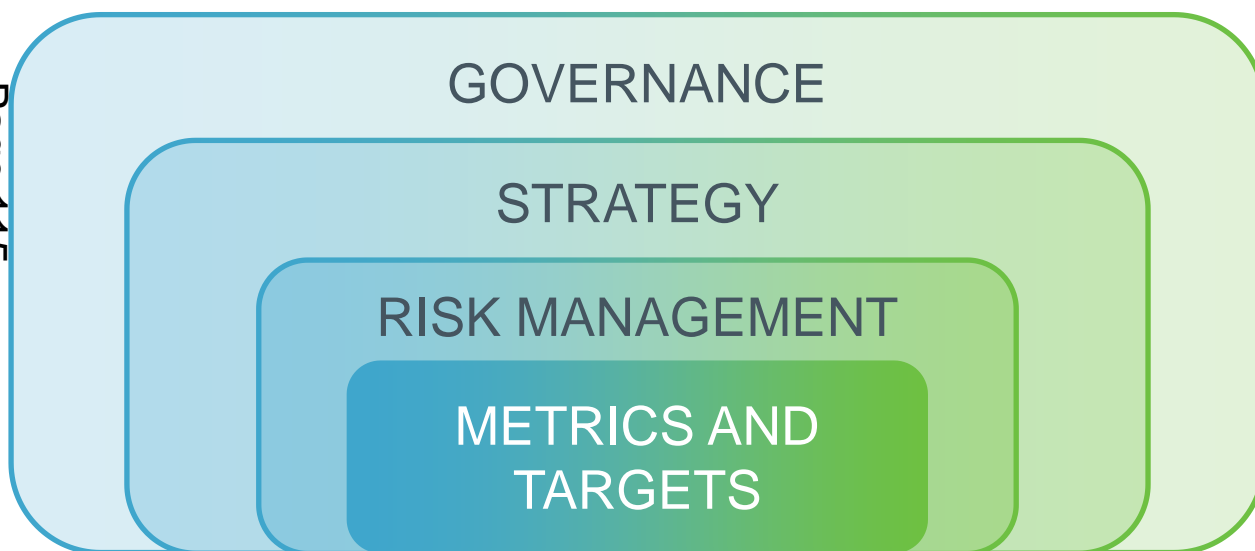 GOVERNANCE
STRATEGY
RISK MANAGEMENT
METRICS AND
TARGETS